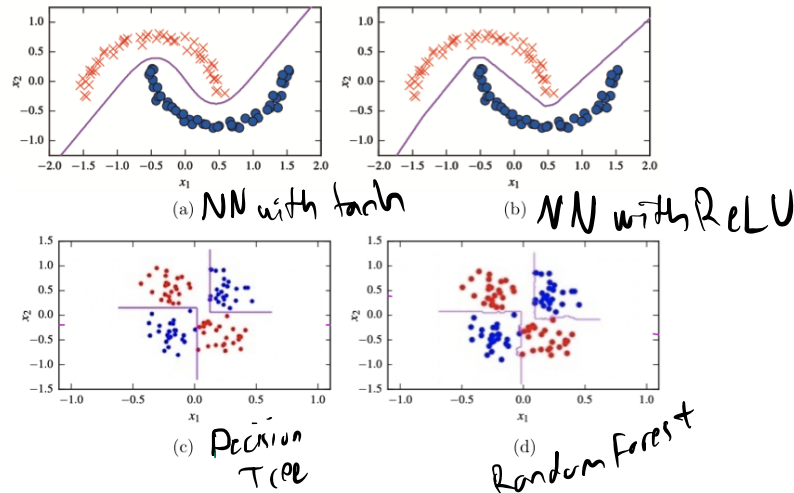 1.0 1.0
0.5 0.5
x2 0.0 x2 0.0
−0.5 −0.5
−1.0 −1.0
−2.0 −1.5 −1.0 −0.5 0.0 0.5 1.0 1.5 2.0 −2.0 −1.5 −1.0 −0.5 0.0 0.5 1.0 1.5 2.0
x1 x1
(a) NN with tanh (b) NN with ReLU
1.5 1.5
1.0 1.0
0.5 0.5
x2 0.0 x2 0.0
−0.5 −0.5
−1.0 −1.0
−1.5 −1.5
−1.0 −0.5 0.0 0.5 1.0 −1.0 −0.5 0.0 0.5 1.0
x1 x1
(c) Decision (d) Random Forest
Tree